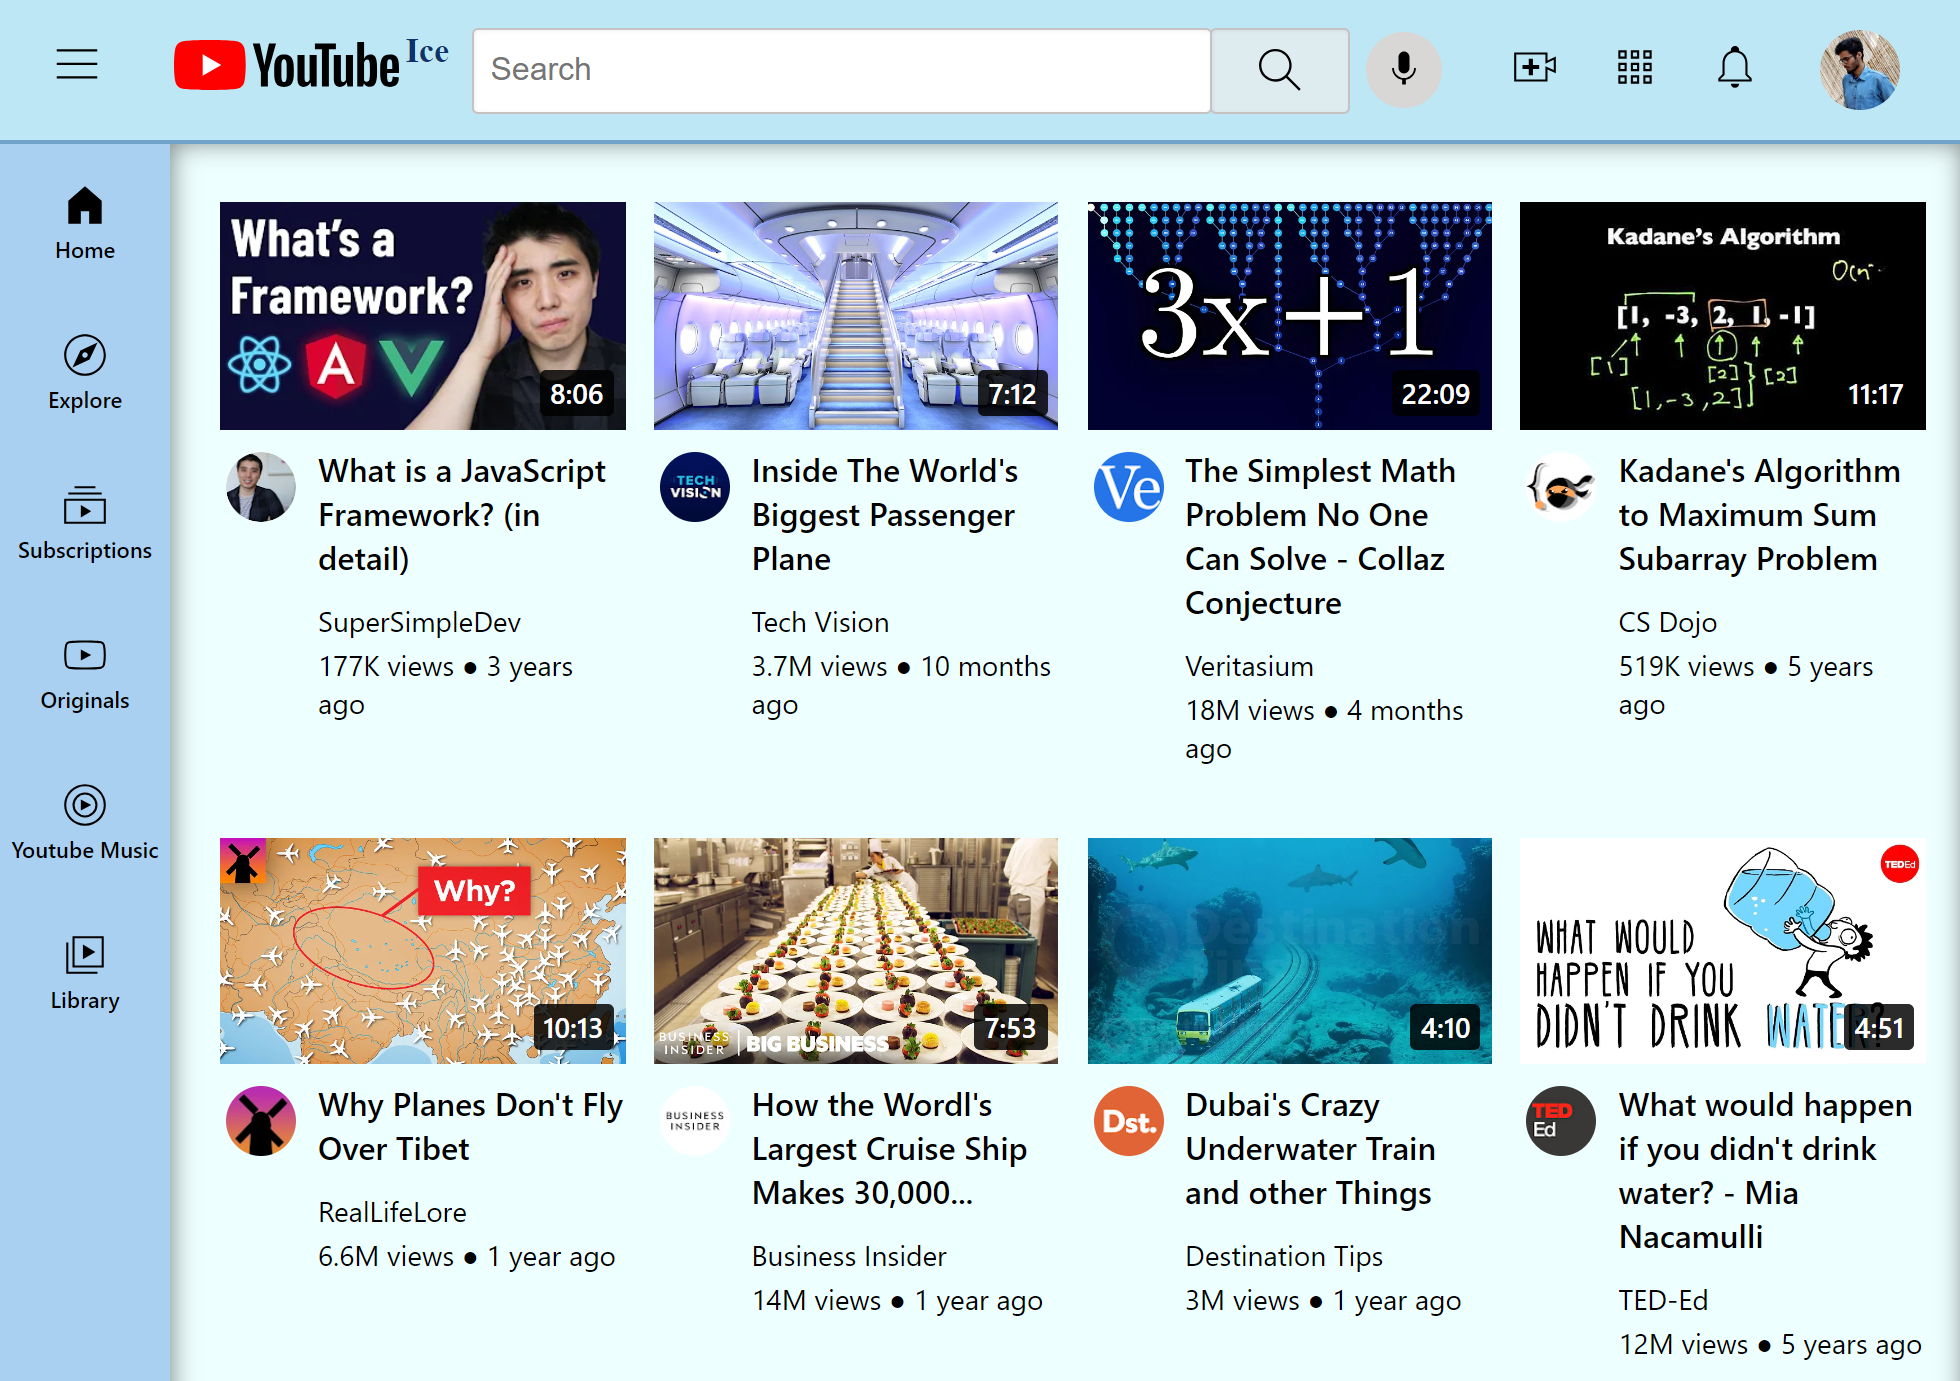 YouTube Ice
Search
Home
Explore
Subscriptions
Originals
Youtube Music
Library
What's a
Framework?
8:06
What is a JavaScript
Framework? (in
detail)
SuperSimpleDev
177K views • 3 years
ago
7:12
TECH
VISION
Inside The World's
Biggest Passenger
Plane
Tech Vision
3.7M views • 10 months
ago
3x+1
22:09
Ve
The Simplest Math
Problem No One
Can Solve - Collaz
Conjecture
Veritasium
18M views • 4 months
ago
Kadane's Algorithm
[1, -3, 2, 1, -1]
[1]
[2]
[2]
[1,-3,2]
11:17
Kadane's Algorithm
to Maximum Sum
Subarray Problem
CS Dojo
519K views • 5 years
ago
Why?
10:13
Why Planes Don't Fly
Over Tibet
RealLifeLore
6.6M views • 1 year ago
BUSINESS
INSIDER
BIG BUSINESS
7:53
BUSINESS
INSIDER
How the Wordl's
Largest Cruise Ship
Makes 30,000...
Business Insider
14M views • 1 year ago
Destination
4:10
Dst.
Dubai's Crazy
Underwater Train
and other Things
Destination Tips
3M views • 1 year ago
TEDEd
WHAT WOULD
HAPPEN IF YOU
DIDN'T DRINK WATER?
4:51
TED
Ed
What would happen
if you didn't drink
water? - Mia
Nacamulli
TED-Ed
12M views • 5 years ago